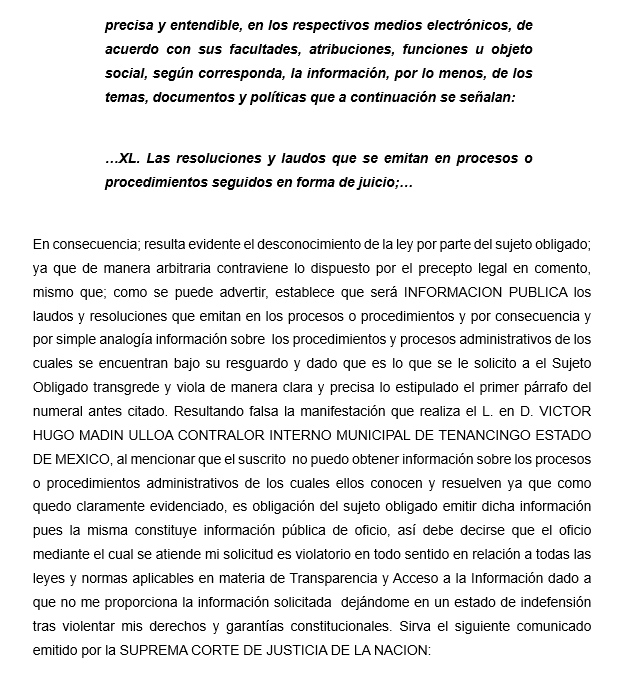 precisa y entendible, en los respectivos medios electrónicos, de
acuerdo con sus facultades, atribuciones, funciones u objeto
social, según corresponda, la información, por lo menos, de los
temas, documentos y políticas que a continuación se señalan:
…XL. Las resoluciones y laudos que se emitan en procesos o
procedimientos seguidos en forma de juicio;…
En consecuencia; resulta evidente el desconocimiento de la ley por parte del sujeto obligado;
ya que de manera arbitraria contraviene lo dispuesto por el precepto legal en comento,
mismo que; como se puede advertir, establece que será INFORMACION PUBLICA los
laudos y resoluciones que emitan en los procesos o procedimientos y por consecuencia y
por simple analogía información sobre  los procedimientos y procesos administrativos de los
cuales se encuentran bajo su resguardo y dado que es lo que se le solicito a el Sujeto
Obligado transgrede y viola de manera clara y precisa lo estipulado el primer párrafo del
numeral antes citado. Resultando falsa la manifestación que realiza el L. en D. VICTOR
HUGO MADIN ULLOA CONTRALOR INTERNO MUNICIPAL DE TENANCINGO ESTADO
DE MEXICO, al mencionar que el suscrito  no puedo obtener información sobre los procesos
o procedimientos administrativos de los cuales ellos conocen y resuelven ya que como
quedo claramente evidenciado, es obligación del sujeto obligado emitir dicha información
pues la misma constituye información pública de oficio, así debe decirse que el oficio
mediante el cual se atiende mi solicitud es violatorio en todo sentido en relación a todas las
leyes y normas aplicables en materia de Transparencia y Acceso a la Información dado a
que no me proporciona la información solicitada  dejándome en un estado de indefensión
tras violentar mis derechos y garantías constitucionales. Sirva el siguiente comunicado
emitido por la SUPREMA CORTE DE JUSTICIA DE LA NACION: